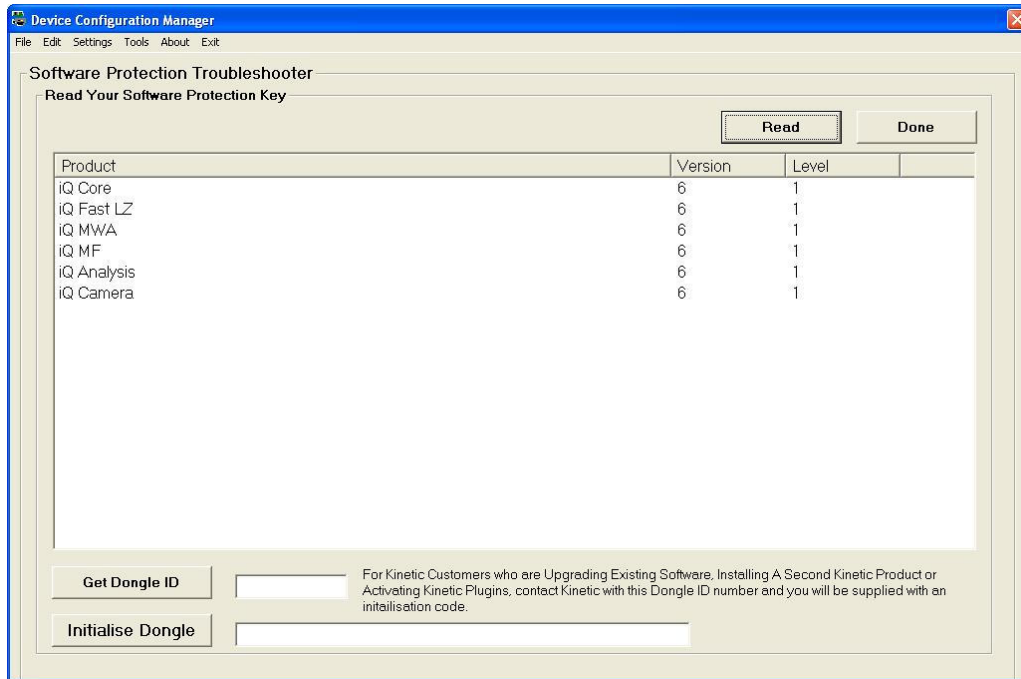 Device Configuration Manager
File Edit Settings Tools About Exit
Software Protection Troubleshooter
Read Your Software Protection Key
Read Done
Product Version Level
iQ Core 6 1
iQ Fast LZ 6 1
iQ MWA 6 1
iQ MF 6 1
iQ Analysis 6 1
iQ Camera 6 1
Get Dongle ID
For Kinetic Customers who are Upgrading Existing Software, Installing A Second Kinetic Product or
Activating Kinetic Plugins, contact Kinetic with this Dongle ID number and you will be supplied with an
initailisation code.
Initialise Dongle